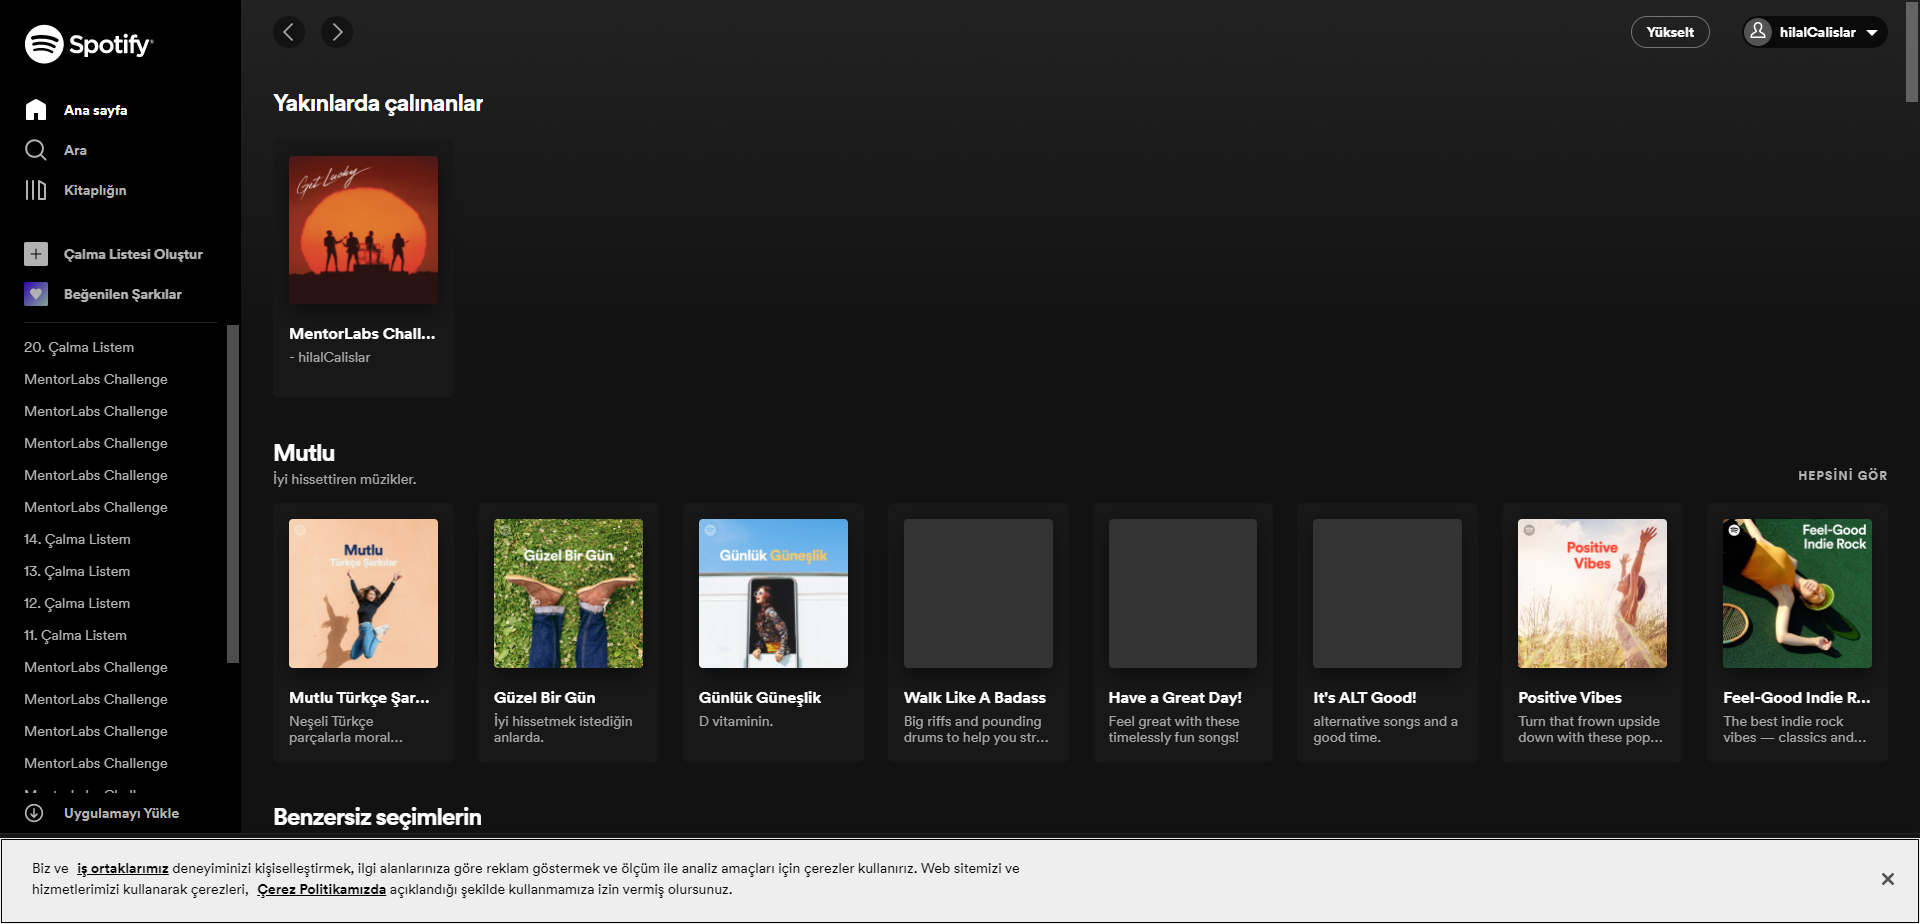 Spotify
Ana sayfa
Ara
Kitaplığın
Çalma Listesi Oluştur
Beğenilen Şarkılar
20. Çalma Listem
MentorLabs Challenge
MentorLabs Challenge
MentorLabs Challenge
MentorLabs Challenge
MentorLabs Challenge
14. Çalma Listem
13. Çalma Listem
12. Çalma Listem
11. Çalma Listem
MentorLabs Challenge
MentorLabs Challenge
MentorLabs Challenge
MentorLabs Challenge
Uygulamayı Yükle
Yükselt
hilalCalislar
Yakınlarda çalınanlar
Get Lucky
MentorLabs Chall...
- hilalCalislar
Mutlu
İyi hissettiren müzikler.
HEPSİNİ GÖR
Mutlu
Türkçe Şarkılar
Mutlu Türkçe Şar...
Neşeli Türkçe
parçalarla moral...
Güzel Bir Gün
Güzel Bir Gün
İyi hissetmek istediğin
anlarda.
Günlük Güneşlik
Günlük Güneşlik
D vitaminin.
Walk Like A Badass
Big riffs and pounding
drums to help you str...
Have a Great Day!
Feel great with these
timelessly fun songs!
It's ALT Good!
alternative songs and a
good time.
Positive
Vibes
Positive Vibes
Turn that frown upside
down with these pop...
Feel-Good
Indie Rock
Feel-Good Indie R...
The best indie rock
vibes — classics and...
Benzersiz seçimlerin
Biz ve iş ortaklarımız deneyiminizi kişiselleştirmek, ilgi alanlarınıza göre reklam göstermek ve ölçüm ile analiz amaçları için çerezler kullanırız. Web sitemizi ve
hizmetlerimizi kullanarak çerezleri, Çerez Politikamızda açıklandığı şekilde kullanmamıza izin vermiş olursunuz.